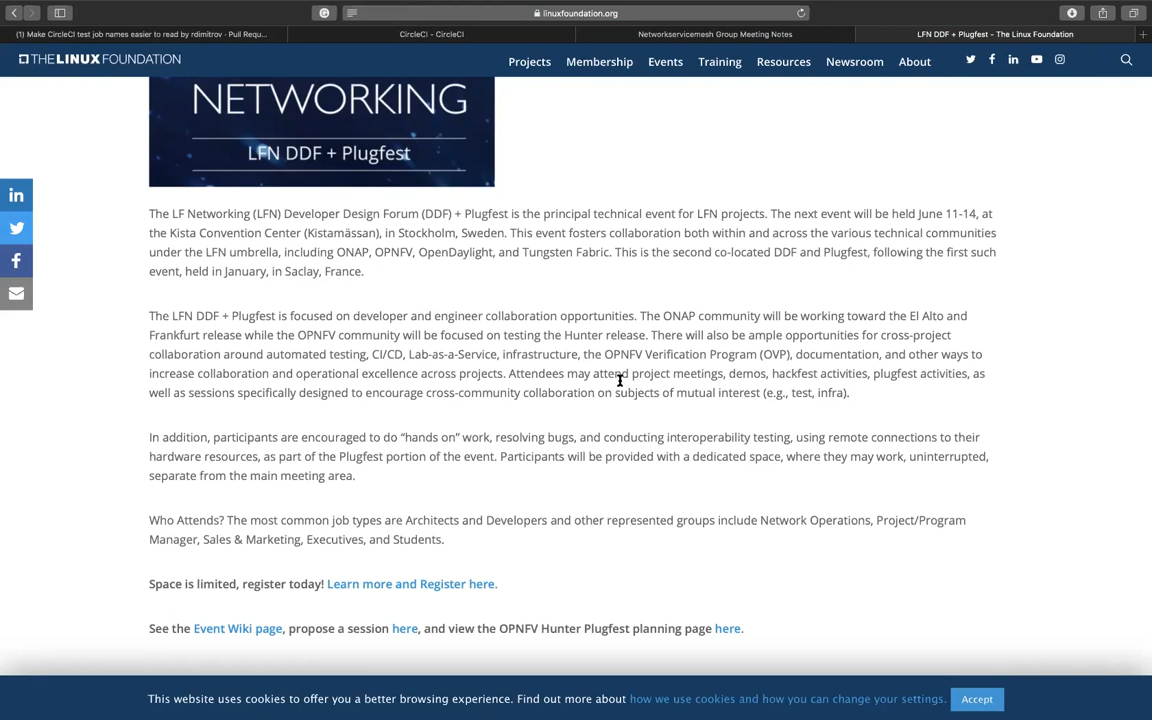 linuxfoundation.org
(1) Make CircleCI test job names easier to read by rdimitrov · Pull Requ...
CircleCI - CircleCI
Networkservicemesh Group Meeting Notes
LFN DDF + Plugfest - The Linux Foundation
THE LINUX FOUNDATION
Projects Membership Events Training Resources Newsroom About
NETWORKING
LFN DDF + Plugfest
The LF Networking (LFN) Developer Design Forum (DDF) + Plugfest is the principal technical event for LFN projects. The next event will be held June 11-14, at
the Kista Convention Center (Kistamässan), in Stockholm, Sweden. This event fosters collaboration both within and across the various technical communities
under the LFN umbrella, including ONAP, OPNFV, OpenDaylight, and Tungsten Fabric. This is the second co-located DDF and Plugfest, following the first such
event, held in January, in Saclay, France.
The LFN DDF + Plugfest is focused on developer and engineer collaboration opportunities. The ONAP community will be working toward the El Alto and
Frankfurt release while the OPNFV community will be focused on testing the Hunter release. There will also be ample opportunities for cross-project
collaboration around automated testing, CI/CD, Lab-as-a-Service, infrastructure, the OPNFV Verification Program (OVP), documentation, and other ways to
increase collaboration and operational excellence across projects. Attendees may attend project meetings, demos, hackfest activities, plugfest activities, as
well as sessions specifically designed to encourage cross-community collaboration on subjects of mutual interest (e.g., test, infra).
In addition, participants are encouraged to do “hands on” work, resolving bugs, and conducting interoperability testing, using remote connections to their
hardware resources, as part of the Plugfest portion of the event. Participants will be provided with a dedicated space, where they may work, uninterrupted,
separate from the main meeting area.
Who Attends? The most common job types are Architects and Developers and other represented groups include Network Operations, Project/Program
Manager, Sales & Marketing, Executives, and Students.
Space is limited, register today! Learn more and Register here.
See the Event Wiki page, propose a session here, and view the OPNFV Hunter Plugfest planning page here.
This website uses cookies to offer you a better browsing experience. Find out more about how we use cookies and how you can change your settings. Accept